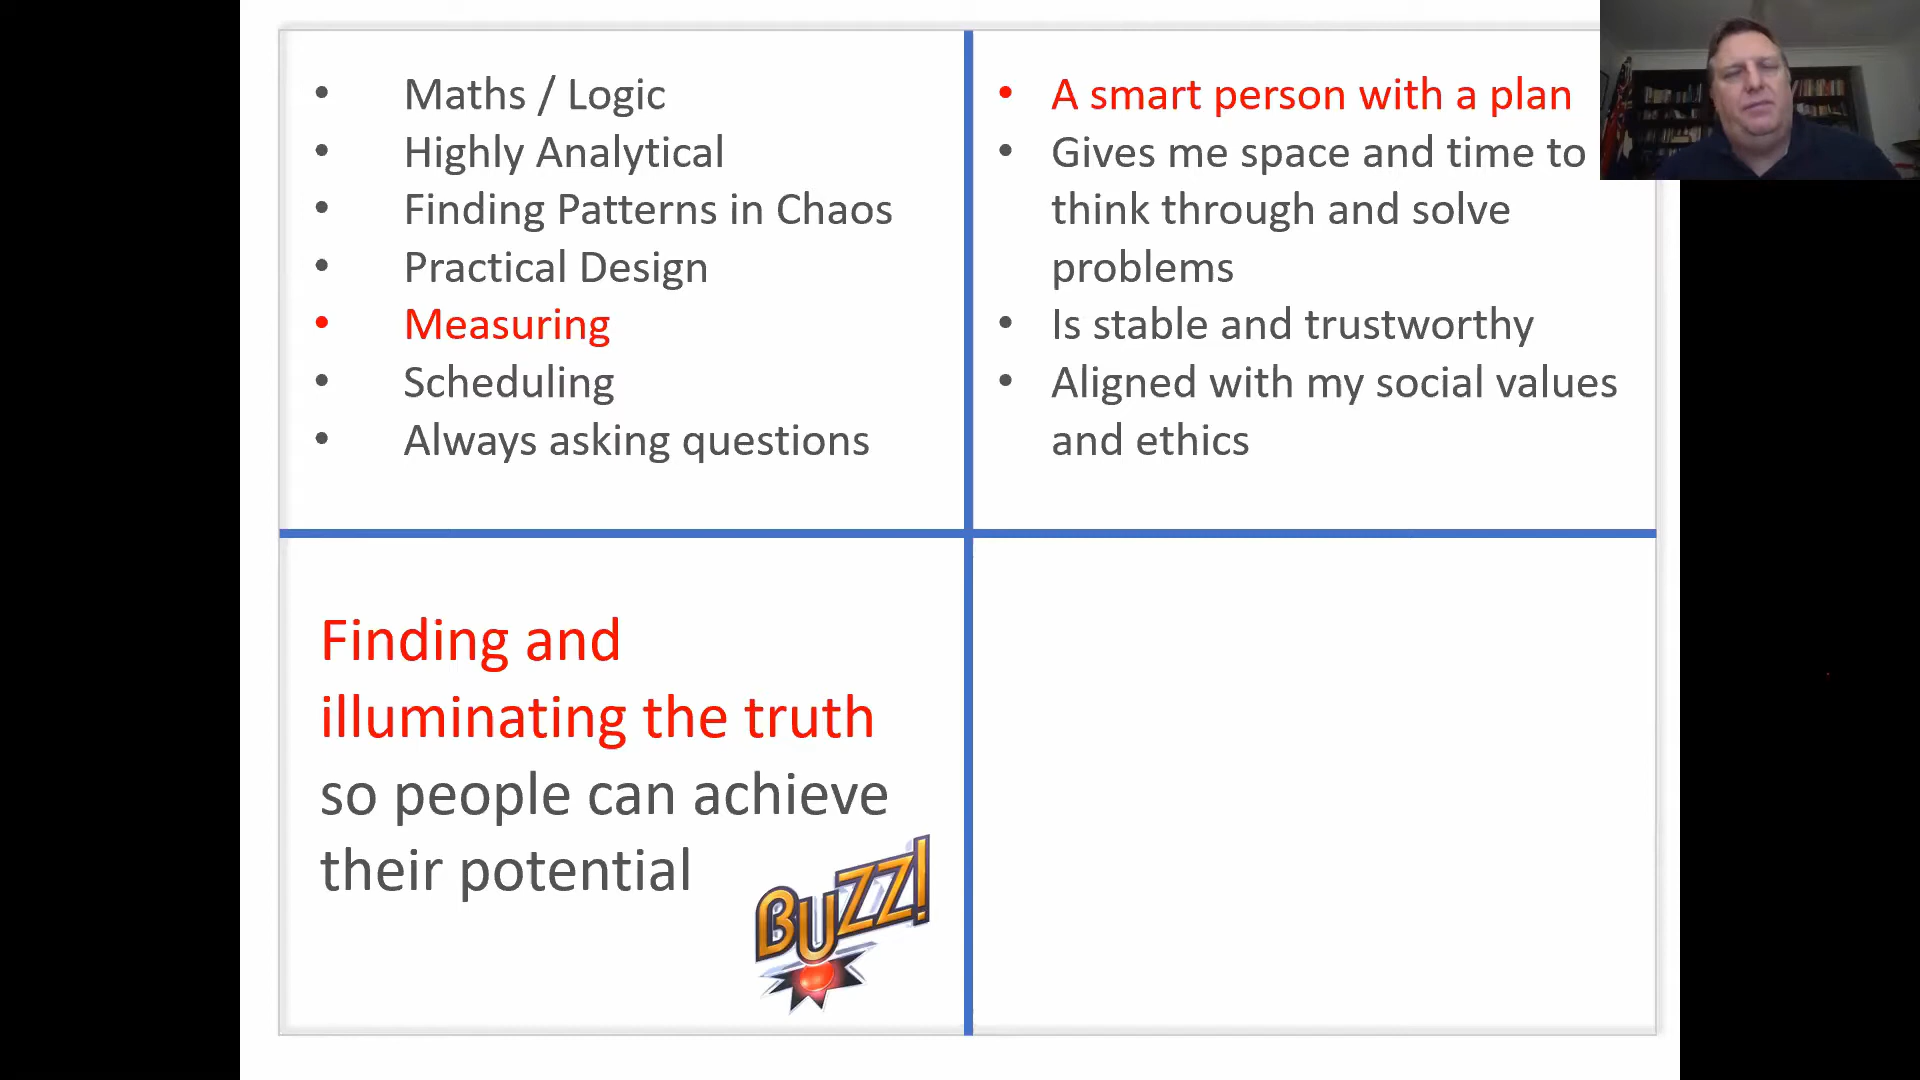 Maths / Logic
Highly Analytical
Finding Patterns in Chaos
Practical Design
Measuring
Scheduling
Always asking questions
A smart person with a plan
Gives me space and time to
think through and solve
problems
Is stable and trustworthy
Aligned with my social values
and ethics
Finding and
illuminating the truth
so people can achieve
their potential
BUZZ!